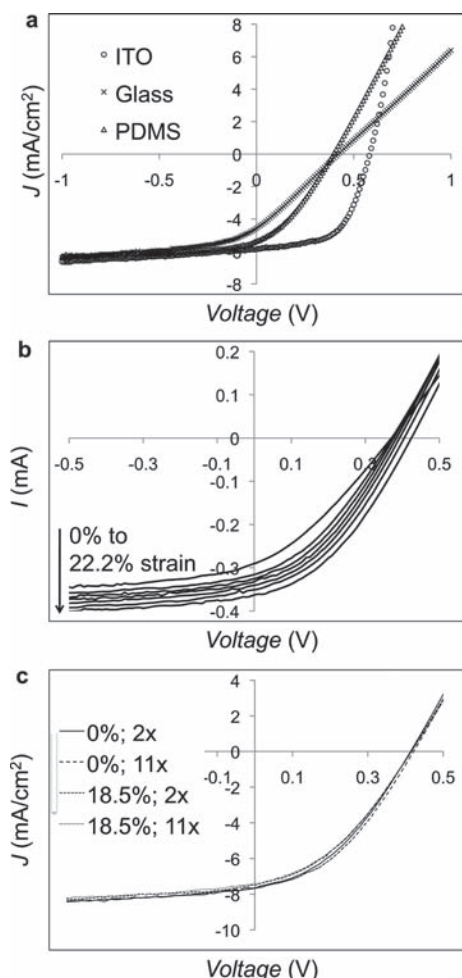 a
8
○ ITO
× Glass
△ PDMS
6
4
2
0
-1 -0.5 0 0.5 1
-2
-4
-6
-8
J (mA/cm²)
Voltage (V)
b
0.2
0.1
0
-0.5 -0.3 -0.1 0.1 0.3 0.5
-0.1
-0.2
-0.3
-0.4
0% to
22.2% strain
I (mA)
Voltage (V)
c
4
2
0
-0.1 0.1 0.3 0.5
-2
-4
-6
-8
-10
0%; 2x
0%; 11x
18.5%; 2x
18.5%; 11x
J (mA/cm²)
Voltage (V)